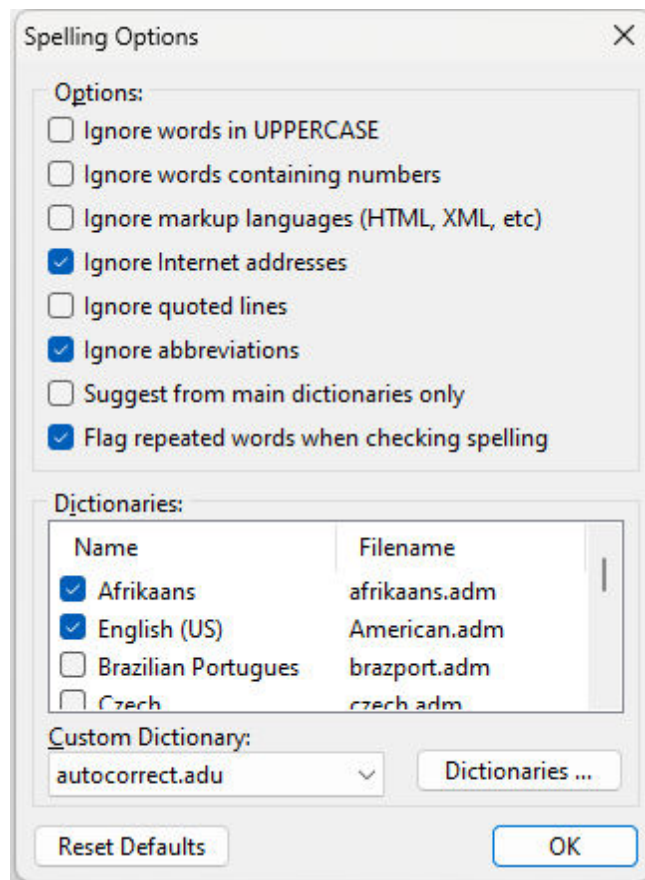 Spelling Options
Options:
Ignore words in UPPERCASE
Ignore words containing numbers
Ignore markup languages (HTML, XML, etc)
Ignore Internet addresses
Ignore quoted lines
Ignore abbreviations
Suggest from main dictionaries only
Flag repeated words when checking spelling
Dictionaries:
Name Filename
Afrikaans afrikaans.adm
English (US) American.adm
Brazilian Portugues brazport.adm
Czech czech.adm
Custom Dictionary:
autocorrect.adu Dictionaries ...
Reset Defaults OK